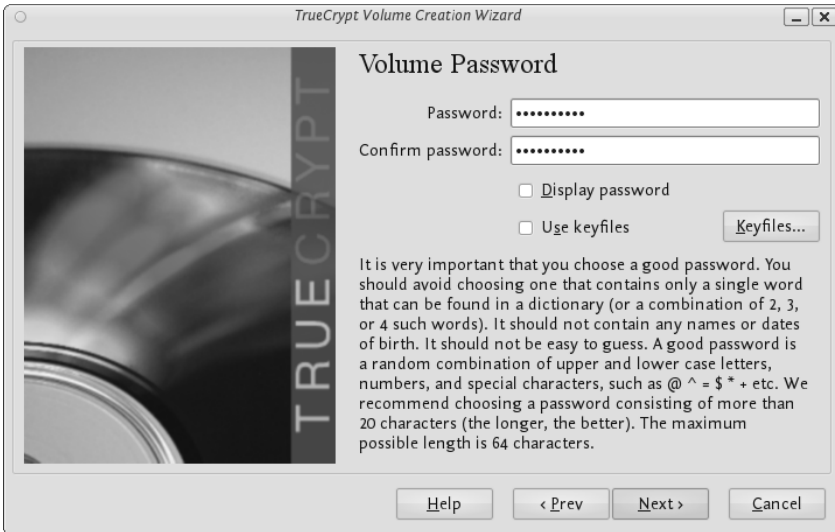 TrueCrypt Volume Creation Wizard
TRUECRYPT
Volume Password
Password: ••••••••••
Confirm password: ••••••••••
Display password
Use keyfiles
Keyfiles...
It is very important that you choose a good password. You
should avoid choosing one that contains only a single word
that can be found in a dictionary (or a combination of 2, 3,
or 4 such words). It should not contain any names or dates
of birth. It should not be easy to guess. A good password is
a random combination of upper and lower case letters,
numbers, and special characters, such as @ ^ = $ * + etc. We
recommend choosing a password consisting of more than
20 characters (the longer, the better). The maximum
possible length is 64 characters.
Help
< Prev
Next >
Cancel